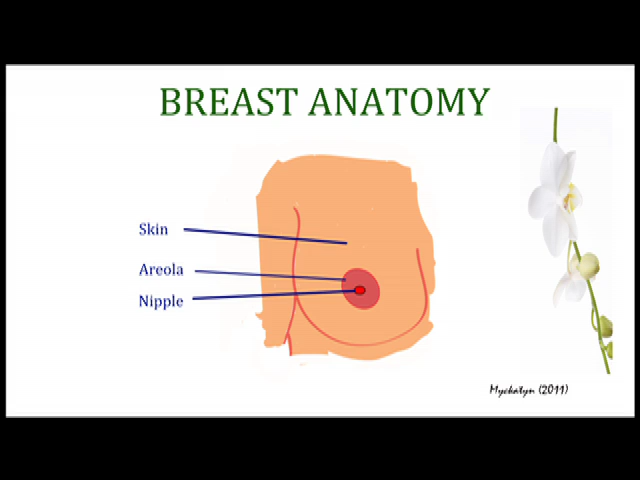 BREAST ANATOMY
Skin
Areola
Nipple
Myckatyn (2011)